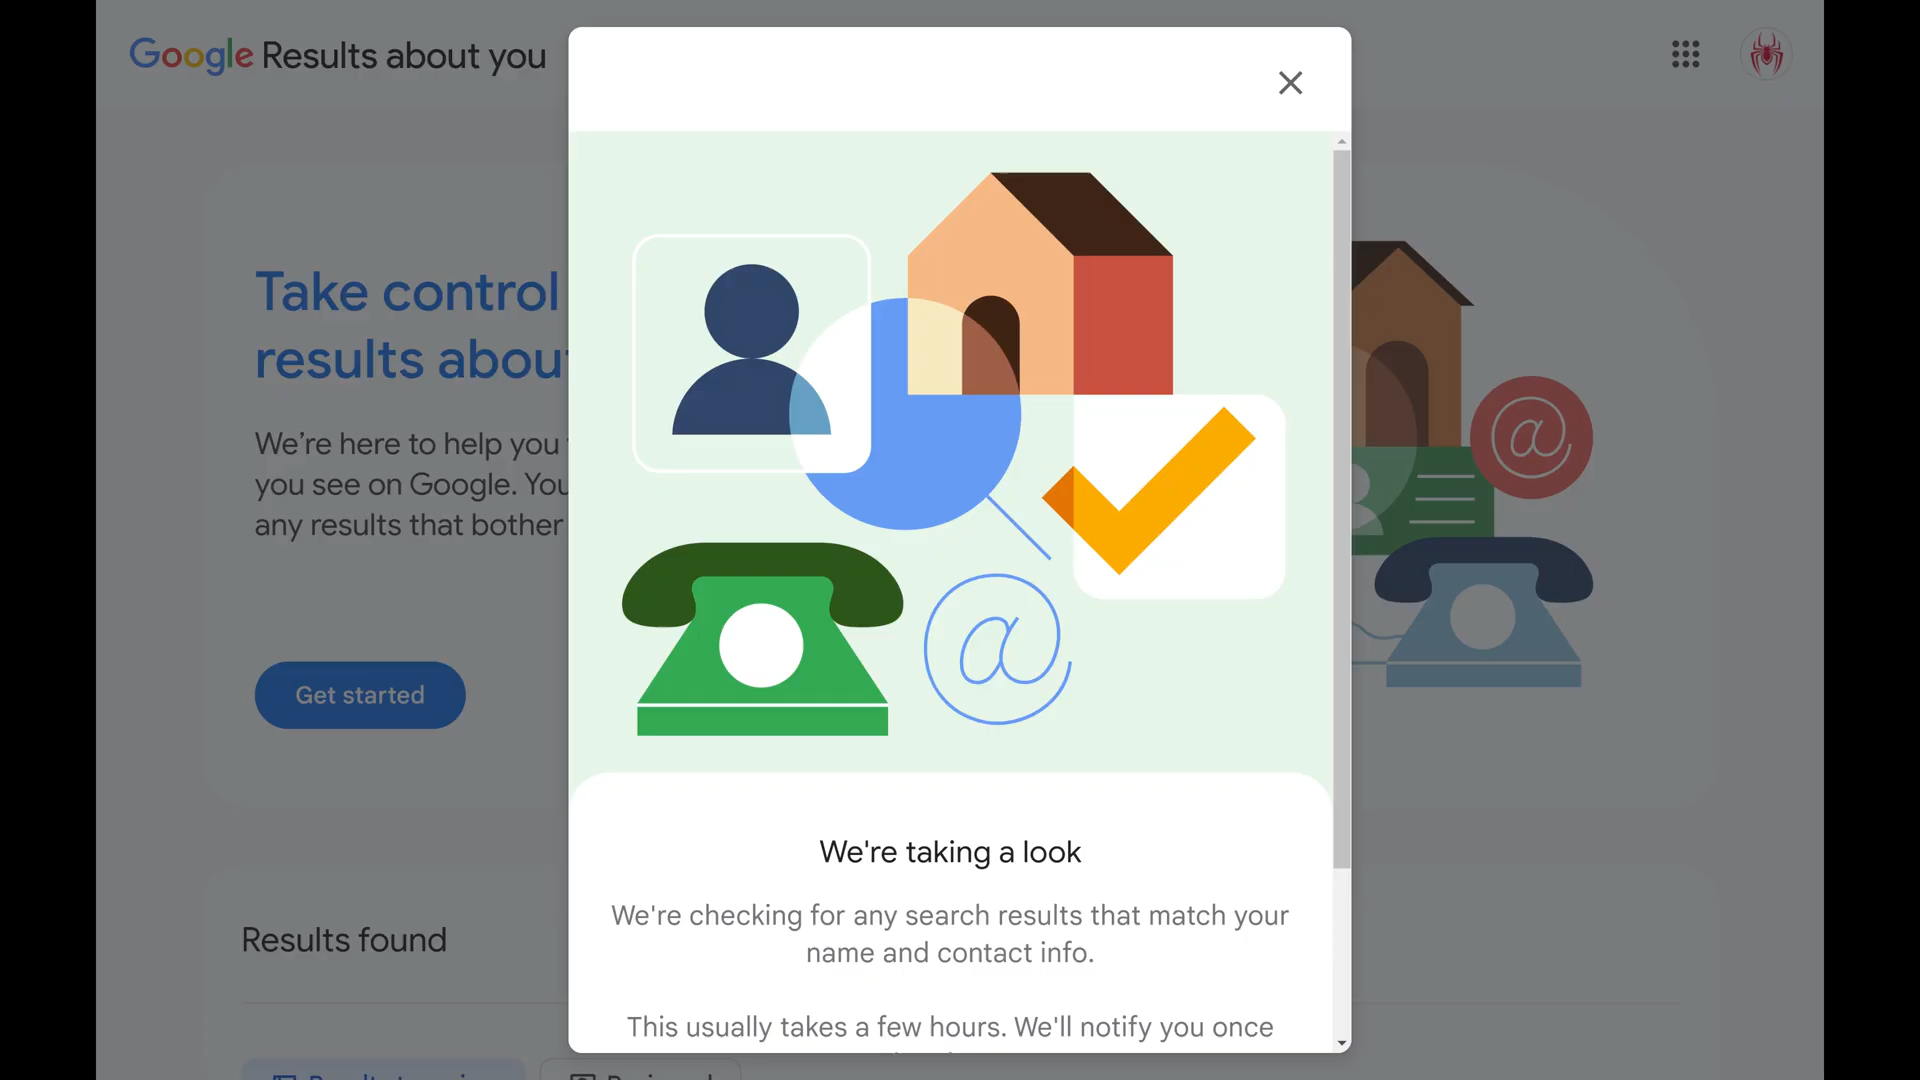 Google Results about you
Take control
results about
We're here to help you
you see on Google. You
any results that bother
Get started
Results found
@
@
We're taking a look
We're checking for any search results that match your
name and contact info.
This usually takes a few hours. We'll notify you once